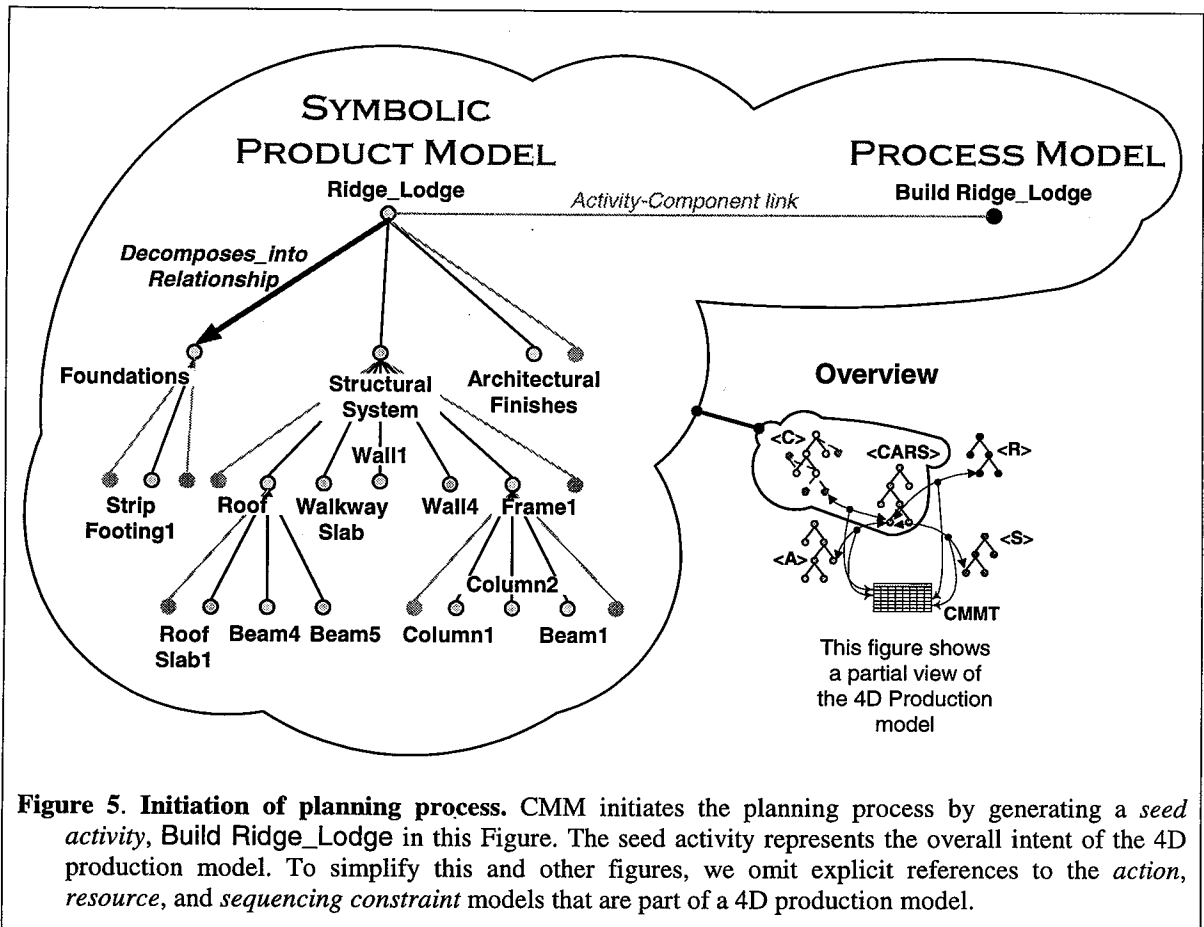 SYMBOLIC
PRODUCT MODEL
PROCESS MODEL
Ridge_Lodge
Build Ridge_Lodge
Activity-Component link
Decomposes_into
Relationship
Foundations
Structural
System
Architectural
Finishes
Strip
Footing1
Roof
Walkway
Slab
Wall1
Wall4
Frame1
Roof
Slab1
Beam4
Beam5
Column1
Column2
Beam1
Overview
<C>
<CARS>
<R>
<A>
<S>
CMMT
This figure shows
a partial view of
the 4D Production
model
Figure 5. Initiation of planning process. CMM initiates the planning process by generating a seed
activity, Build Ridge_Lodge in this Figure. The seed activity represents the overall intent of the 4D
production model. To simplify this and other figures, we omit explicit references to the action,
resource, and sequencing constraint models that are part of a 4D production model.